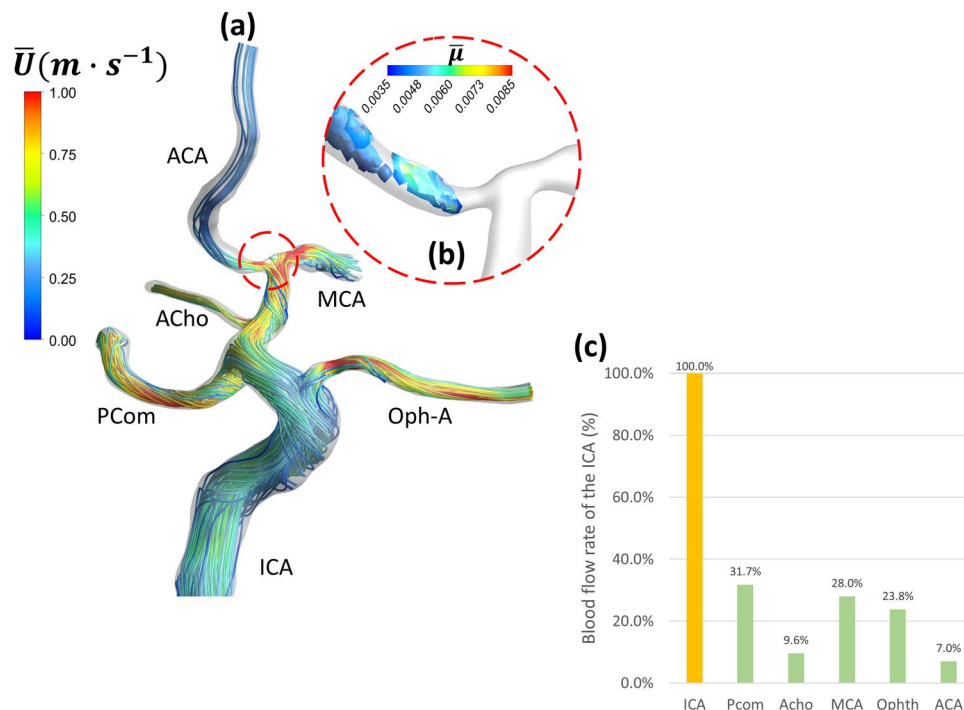 (a)
U̅(m · s⁻¹)
1.00
0.75
0.50
0.25
0.00
ACA
μ̅
0.0035
0.0048
0.0060
0.0073
0.0085
(b)
MCA
ACho
PCom
Oph-A
ICA
(c)
Blood flow rate of the ICA (%)
100.0%
80.0%
60.0%
40.0%
20.0%
0.0%
100.0%
31.7%
9.6%
28.0%
23.8%
7.0%
ICA Pcom Acho MCA Ophth ACA